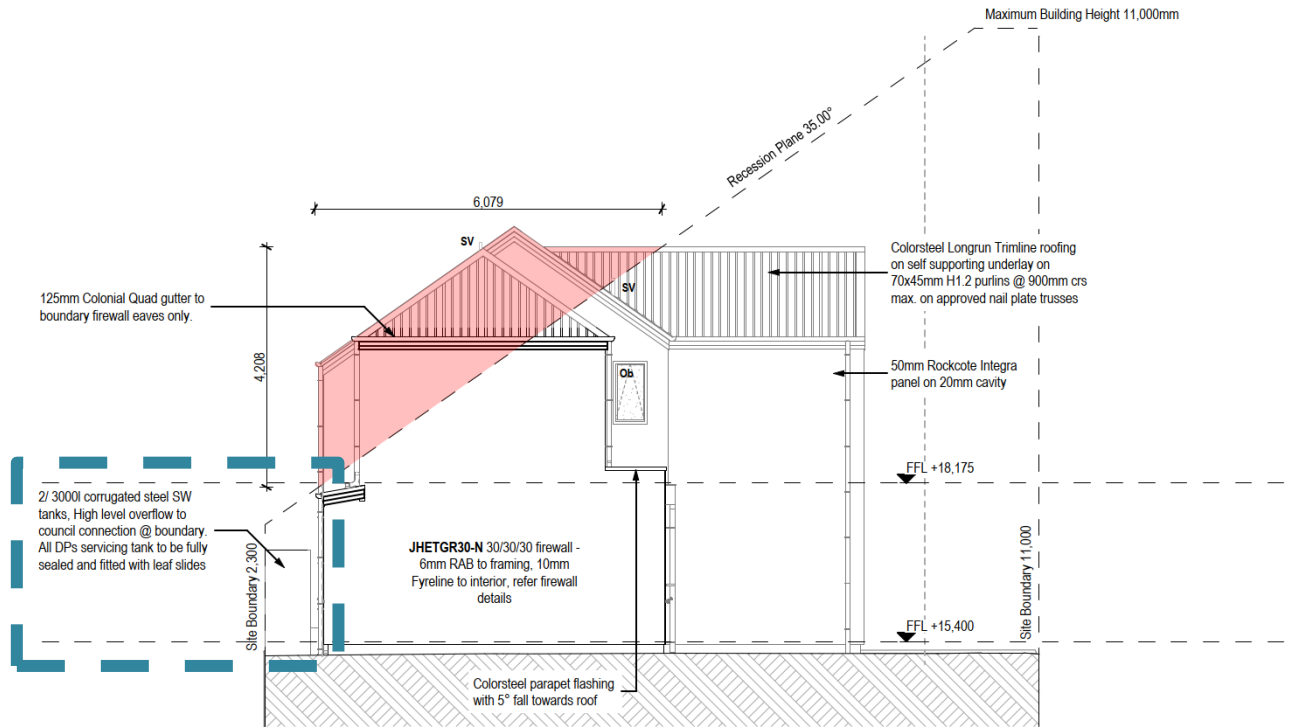 Maximum Building Height 11,000mm
Recession Plane 35.00°
6,079
SV
SV
Colorsteel Longrun Trimline roofing
on self supporting underlay on
70x45mm H1.2 purlins @ 900mm crs
max. on approved nail plate trusses
125mm Colonial Quad gutter to
boundary firewall eaves only.
4,208
Ob
50mm Rockcote Integra
panel on 20mm cavity
FFL +18,175
2/ 3000l corrugated steel SW
tanks, High level overflow to
council connection @ boundary.
All DPs servicing tank to be fully
sealed and fitted with leaf slides
Site Boundary 2,300
JHETGR30-N 30/30/30 firewall -
6mm RAB to framing, 10mm
Fyreline to interior, refer firewall
details
Site Boundary 11,000
FFL +15,400
Colorsteel parapet flashing
with 5° fall towards roof